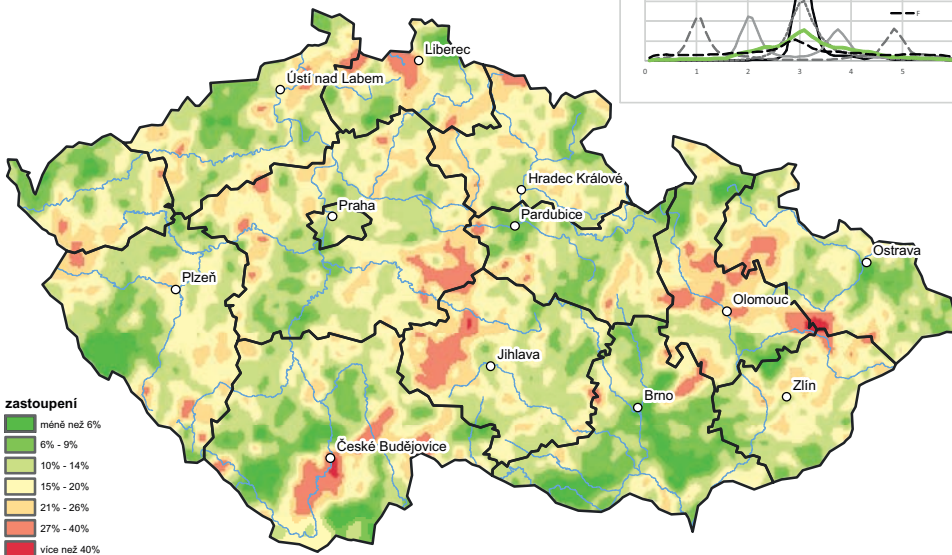 F
0 1 2 3 4 5
Liberec
Ústí nad Labem
Hradec Králové
Praha
Pardubice
Ostrava
Plzeň
Olomouc
Jihlava
Zlín
Brno
České Budějovice
zastoupení
méně než 6%
6% - 9%
10% - 14%
15% - 20%
21% - 26%
27% - 40%
více než 40%